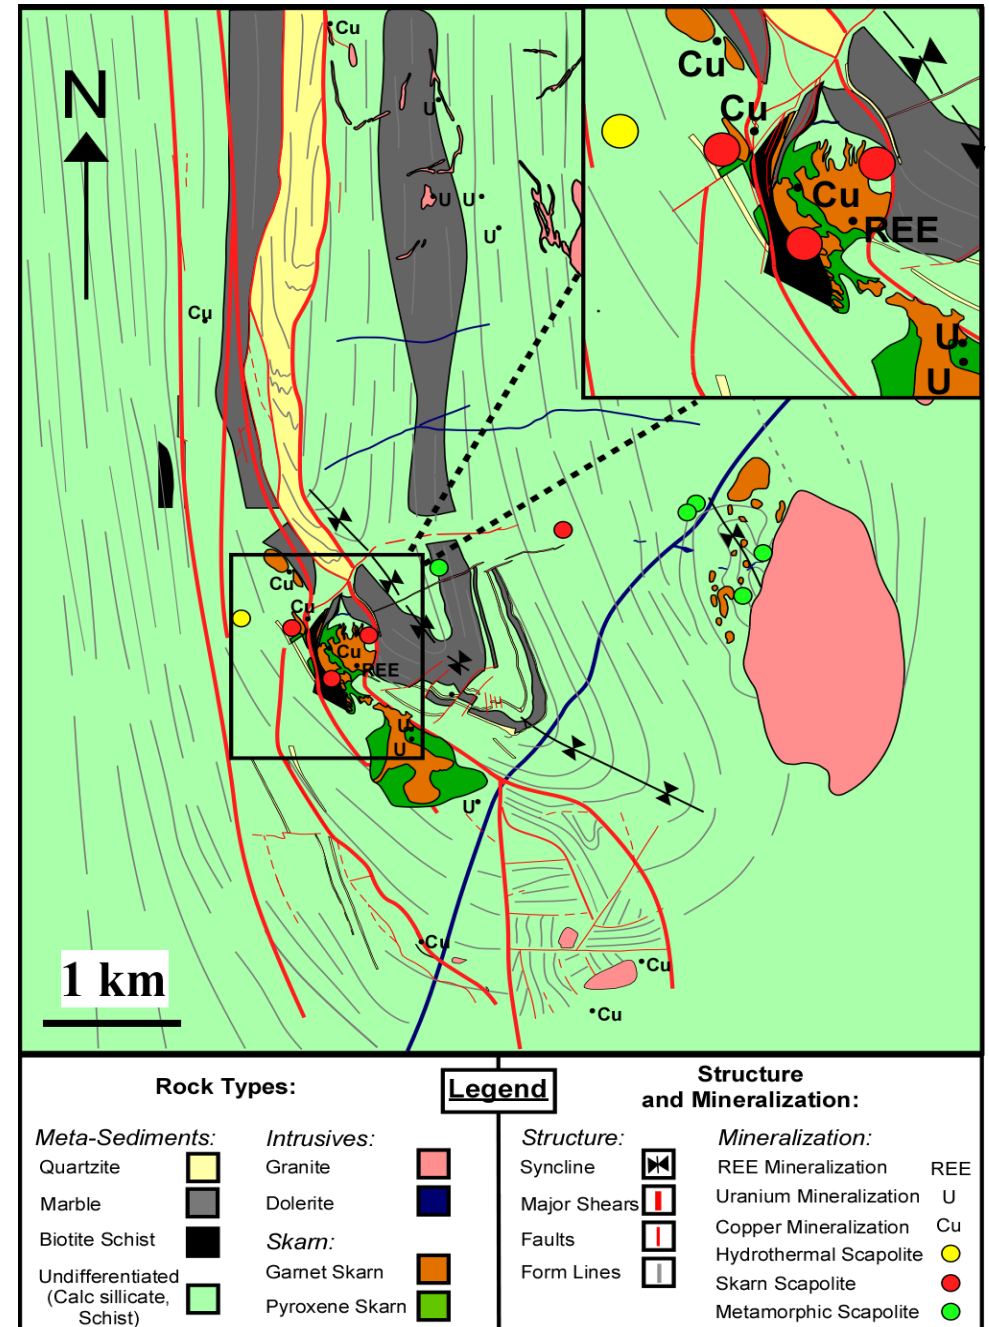 N
Cu
U
U
U
U
Cu
Cu
Cu
Cu
REE
U
U
Cu
Cu
Cu
REE
U
U
U
Cu
Cu
Cu
1 km
Legend
Rock Types:
Meta-Sediments:
Quartzite
Marble
Biotite Schist
Undifferentiated
(Calc sillicate,
Schist)
Intrusives:
Granite
Dolerite
Skarn:
Garnet Skarn
Pyroxene Skarn
Structure
and Mineralization:
Structure:
Syncline
Major Shears
Faults
Form Lines
Mineralization:
REE Mineralization REE
Uranium Mineralization U
Copper Mineralization Cu
Hydrothermal Scapolite
Skarn Scapolite
Metamorphic Scapolite